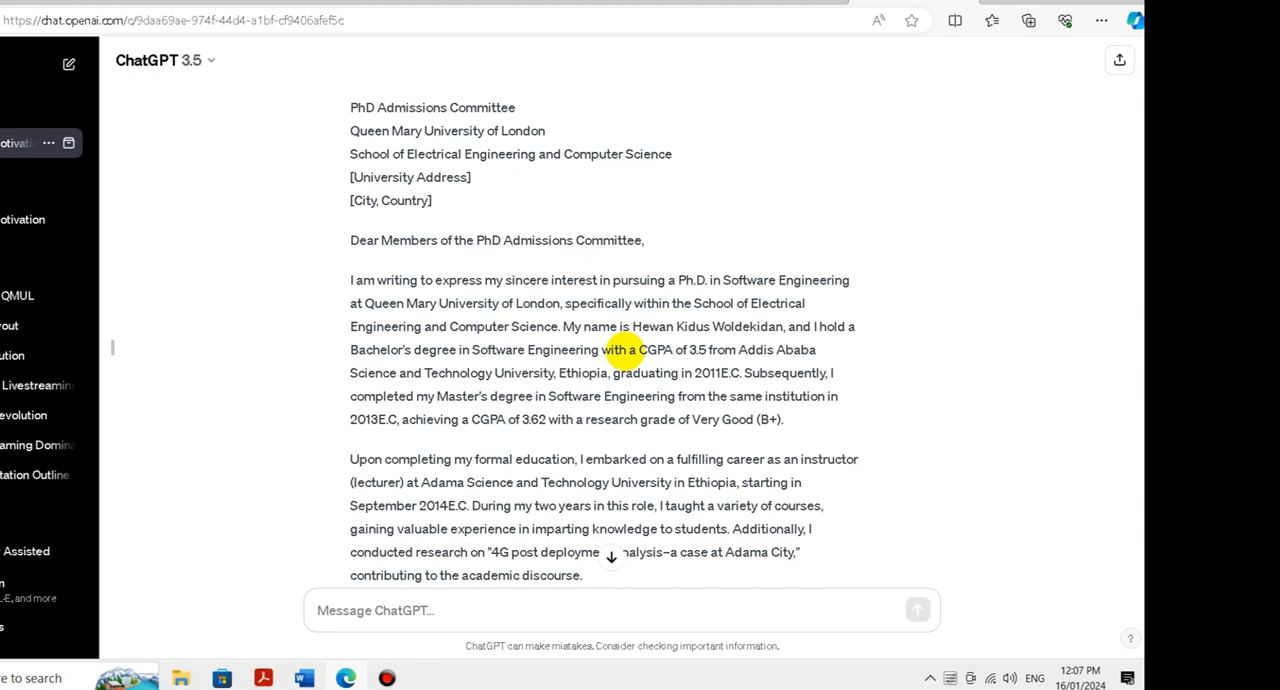 https://chat.openai.com/c/9daa69ae-974f-44d4-a1bf-cf9406afef5c
ChatGPT 3.5
otivati
otivation
QMUL
yout
ution
Livestreaming
evolution
aming Domina
tation Outline
Assisted
n
L-E, and more
s
PhD Admissions Committee
Queen Mary University of London
School of Electrical Engineering and Computer Science
[University Address]
[City, Country]
Dear Members of the PhD Admissions Committee,
I am writing to express my sincere interest in pursuing a Ph.D. in Software Engineering
at Queen Mary University of London, specifically within the School of Electrical
Engineering and Computer Science. My name is Hewan Kidus Woldekidan, and I hold a
Bachelor's degree in Software Engineering with a CGPA of 3.5 from Addis Ababa
Science and Technology University, Ethiopia, graduating in 2011E.C. Subsequently, I
completed my Master's degree in Software Engineering from the same institution in
2013E.C, achieving a CGPA of 3.62 with a research grade of Very Good (B+).
Upon completing my formal education, I embarked on a fulfilling career as an instructor
(lecturer) at Adama Science and Technology University in Ethiopia, starting in
September 2014E.C. During my two years in this role, I taught a variety of courses,
gaining valuable experience in imparting knowledge to students. Additionally, I
conducted research on "4G post deployme nalysis–a case at Adama City,"
contributing to the academic discourse.
Message ChatGPT...
ChatGPT can make mistakes. Consider checking important information.
?
re to search
ENG
12:07 PM
16/01/2024